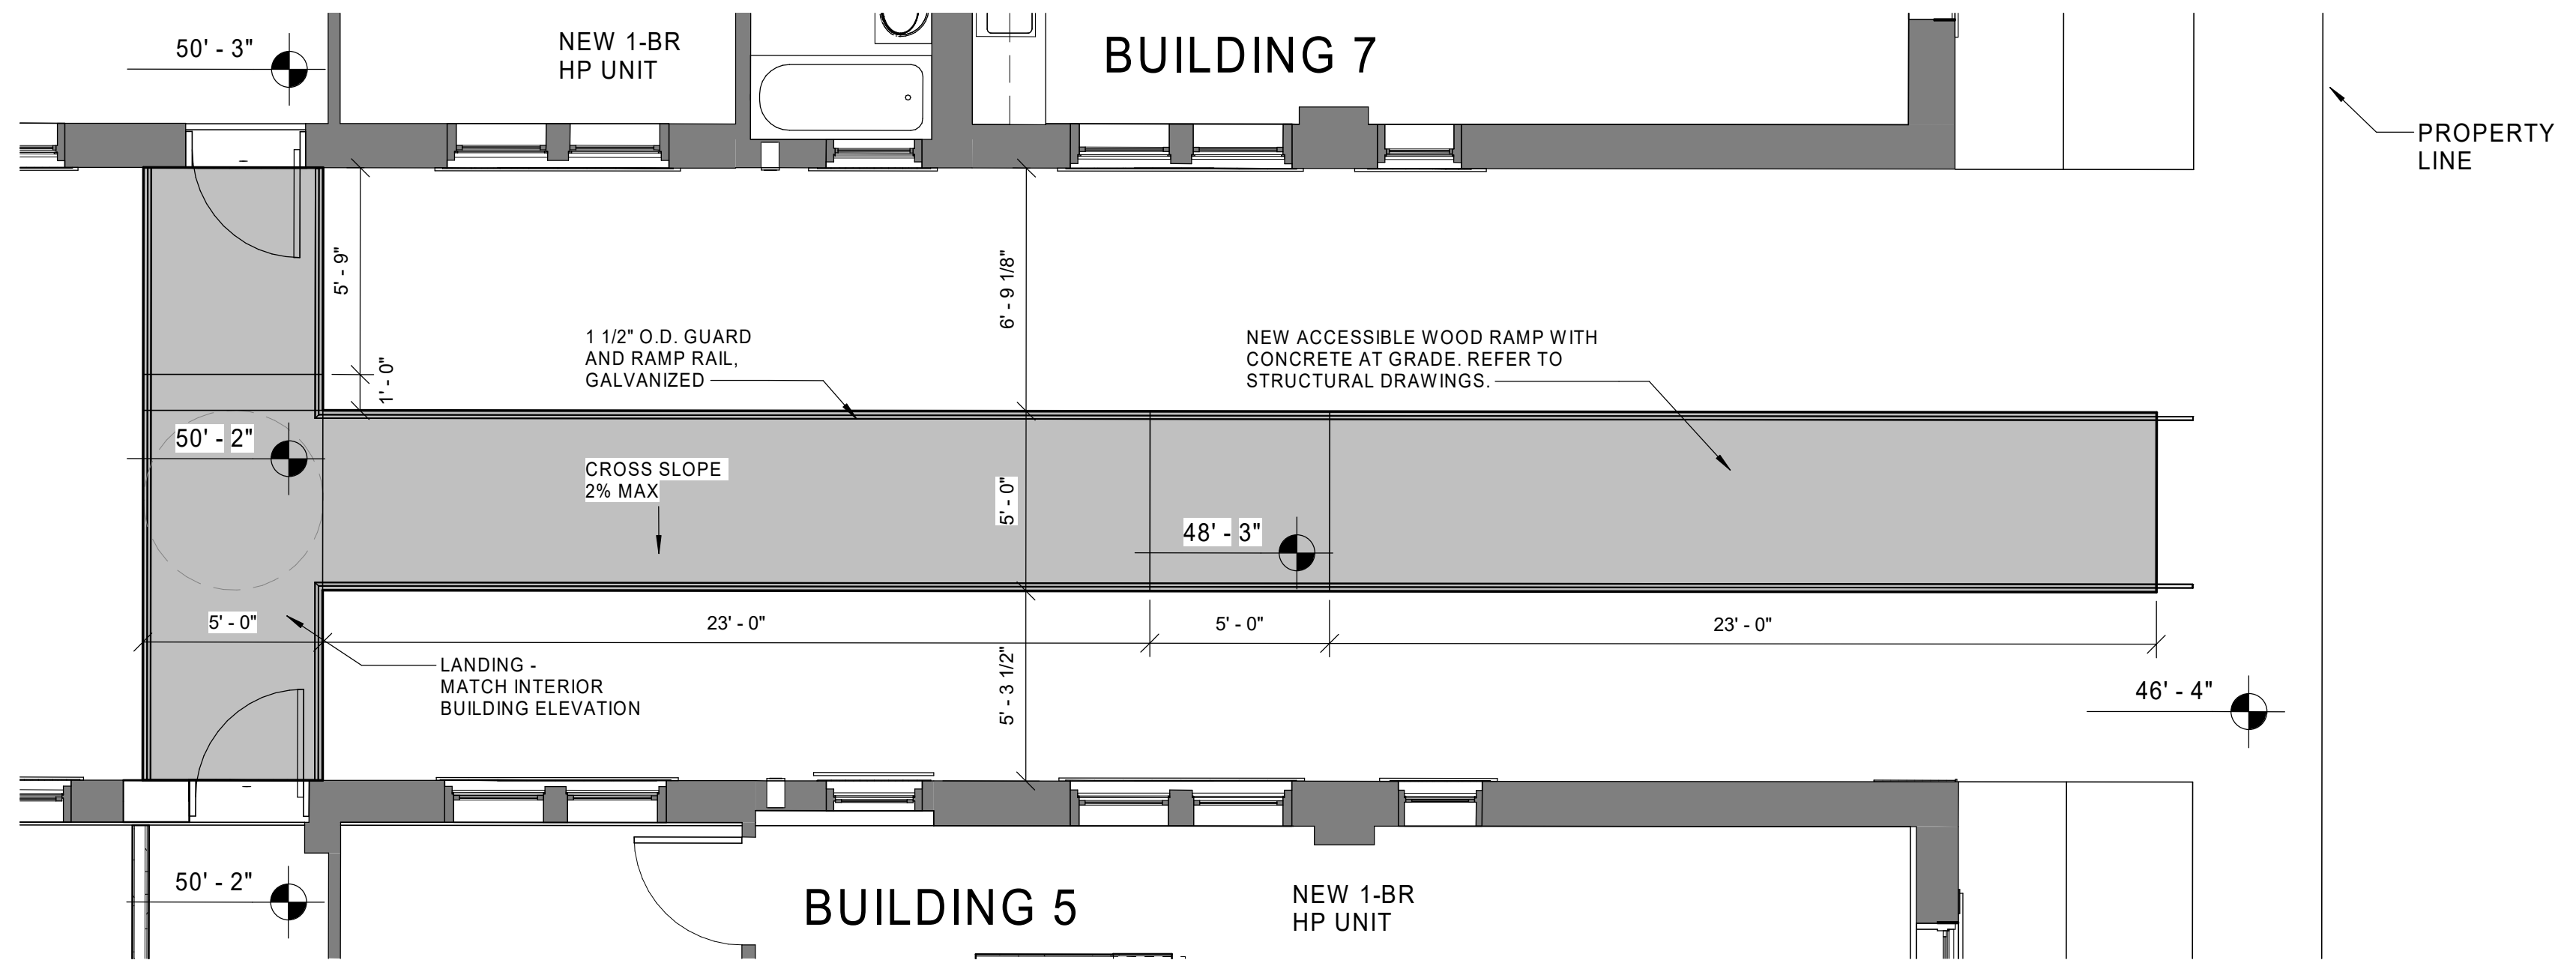 50' - 3"
NEW 1-BR
HP UNIT
BUILDING 7
PROPERTY
LINE
5' - 9"
1' - 0"
6' - 9 1/8"
1 1/2" O.D. GUARD
AND RAMP RAIL,
GALVANIZED
NEW ACCESSIBLE WOOD RAMP WITH
CONCRETE AT GRADE. REFER TO
STRUCTURAL DRAWINGS.
50' - 2"
CROSS SLOPE
2% MAX
5' - 0"
48' - 3"
5' - 0"
23' - 0"
5' - 0"
23' - 0"
LANDING -
MATCH INTERIOR
BUILDING ELEVATION
5' - 3 1/2"
46' - 4"
50' - 2"
BUILDING 5
NEW 1-BR
HP UNIT